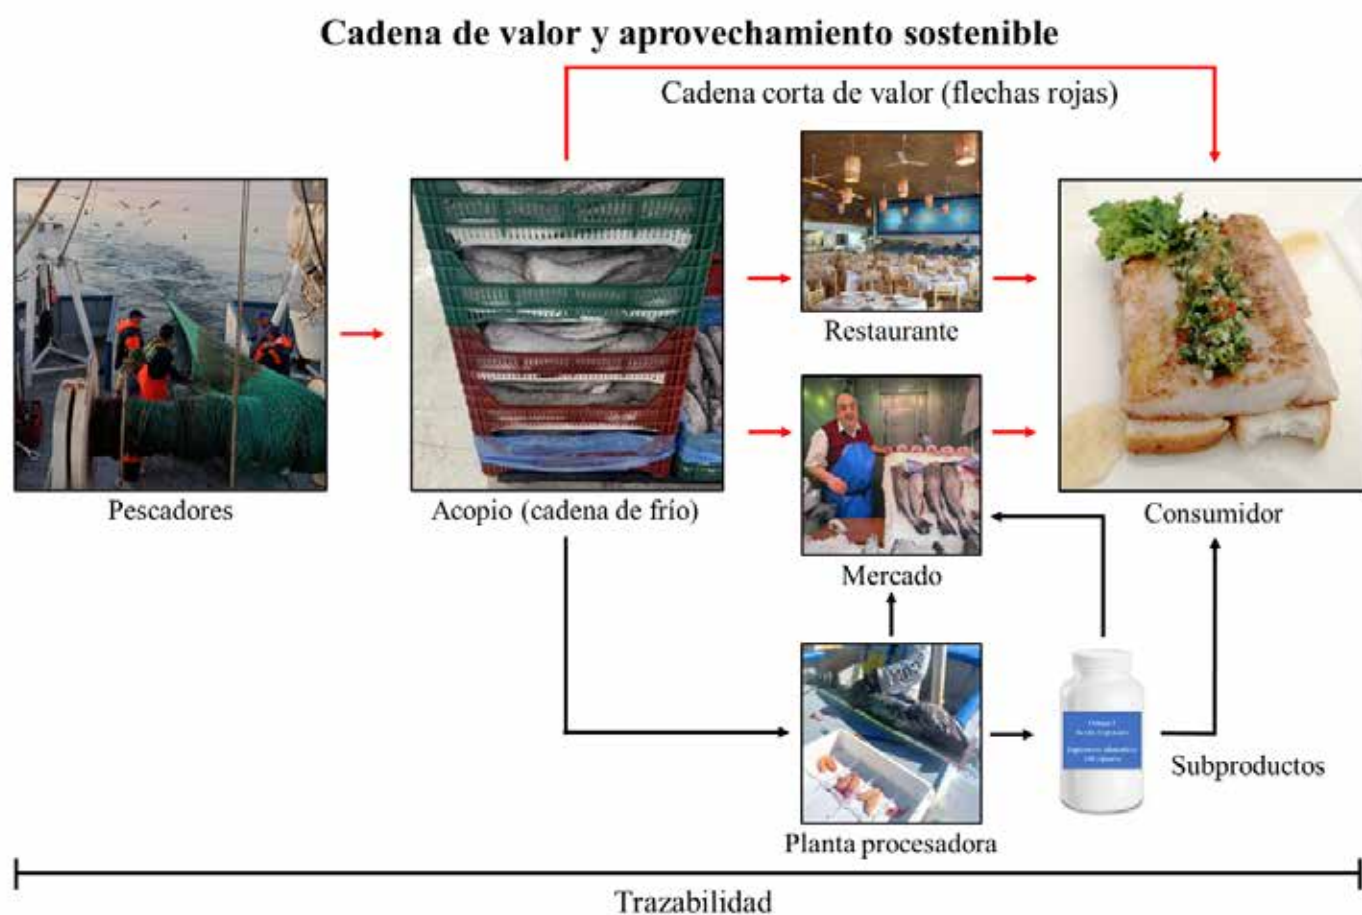 Cadena de valor y aprovechamiento sostenible
Cadena corta de valor (flechas rojas)
Restaurante
Pescadores
Acopio (cadena de frío)
Consumidor
Mercado
Subproductos
Planta procesadora
Trazabilidad